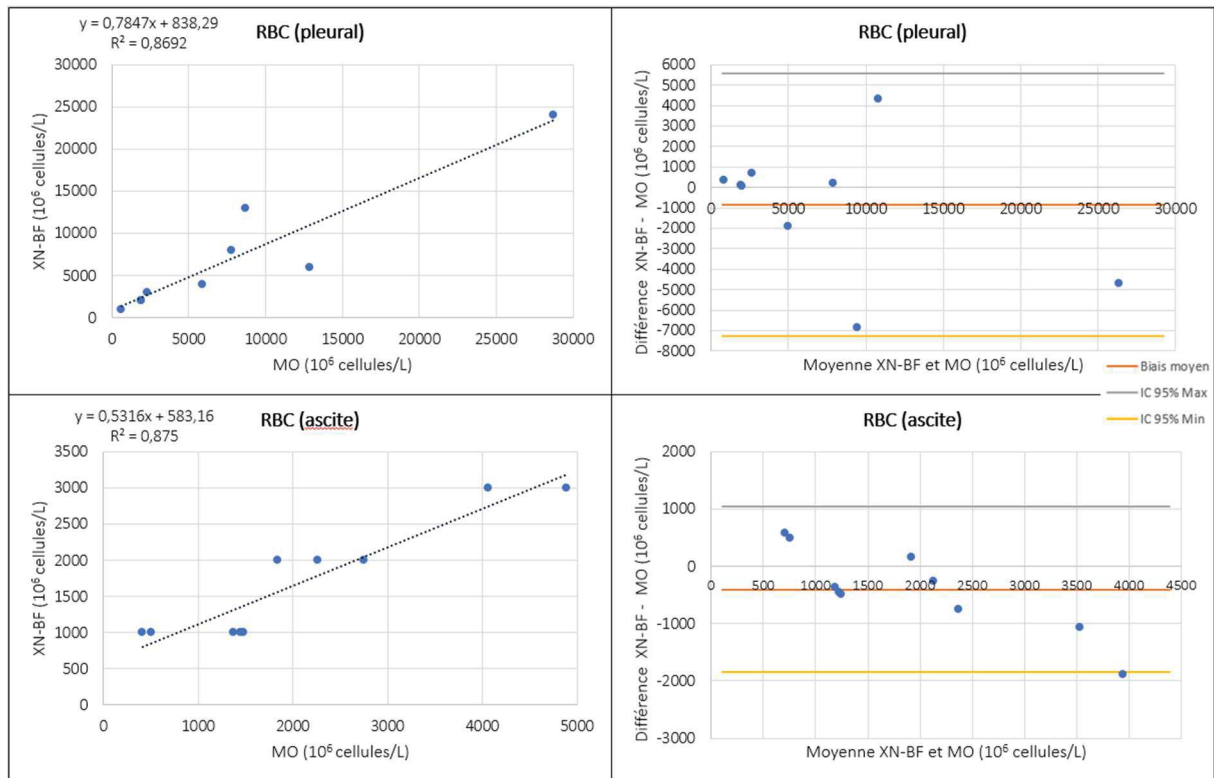 y = 0,7847x + 838,29
R² = 0,8692
RBC (pleural)
30000
25000
20000
15000
10000
5000
0
XN-BF (10⁶ cellules/L)
0 5000 10000 15000 20000 25000 30000
MO (10⁶ cellules/L)
RBC (pleural)
6000
5000
4000
3000
2000
1000
0
-1000
-2000
-3000
-4000
-5000
-6000
-7000
-8000
Différence XN-BF - MO (10⁶ cellules/L)
0 5000 10000 15000 20000 25000 30000
Moyenne XN-BF et MO (10⁶ cellules/L)
Biais moyen
IC 95% Max
IC 95% Min
y = 0,5316x + 583,16
R² = 0,875
RBC (ascite)
3500
3000
2500
2000
1500
1000
500
0
XN-BF (10⁶ cellules/L)
0 1000 2000 3000 4000 5000
MO (10⁶ cellules/L)
RBC (ascite)
2000
1000
0
-1000
-2000
-3000
Différence XN-BF - MO (10⁶ cellules/L)
0 500 1000 1500 2000 2500 3000 3500 4000 4500
Moyenne XN-BF et MO (10⁶ cellules/L)